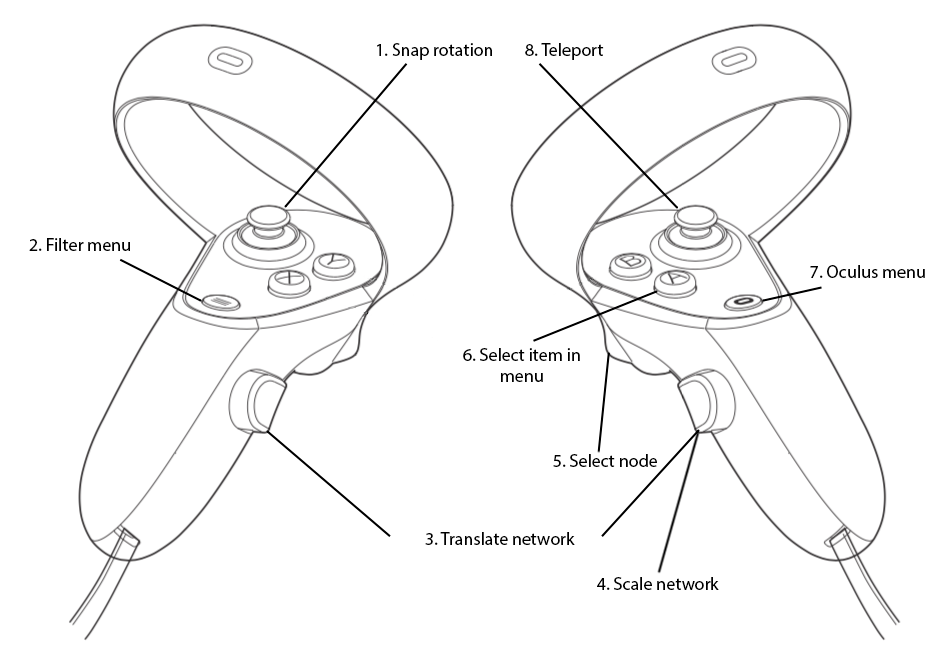 1. Snap rotation
8. Teleport
2. Filter menu
Y
X
B
A
7. Oculus menu
6. Select item in
menu
5. Select node
3. Translate network
4. Scale network